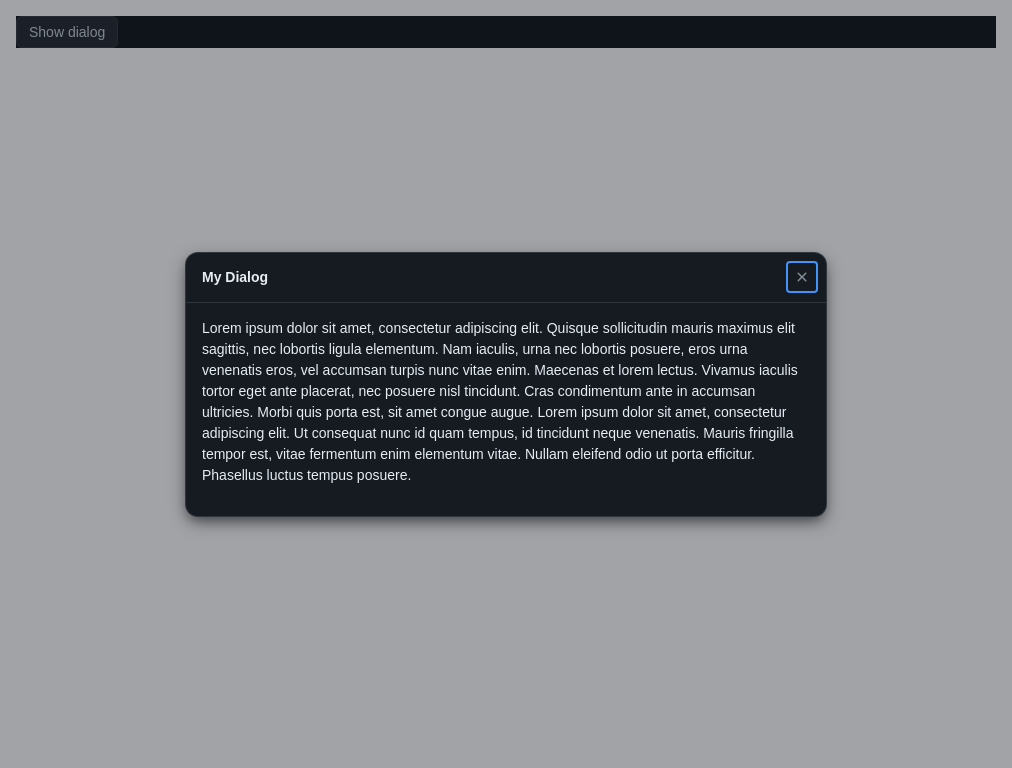 Show dialog
My Dialog
Lorem ipsum dolor sit amet, consectetur adipiscing elit. Quisque sollicitudin mauris maximus elit
sagittis, nec lobortis ligula elementum. Nam iaculis, urna nec lobortis posuere, eros urna
venenatis eros, vel accumsan turpis nunc vitae enim. Maecenas et lorem lectus. Vivamus iaculis
tortor eget ante placerat, nec posuere nisl tincidunt. Cras condimentum ante in accumsan
ultricies. Morbi quis porta est, sit amet congue augue. Lorem ipsum dolor sit amet, consectetur
adipiscing elit. Ut consequat nunc id quam tempus, id tincidunt neque venenatis. Mauris fringilla
tempor est, vitae fermentum enim elementum vitae. Nullam eleifend odio ut porta efficitur.
Phasellus luctus tempus posuere.